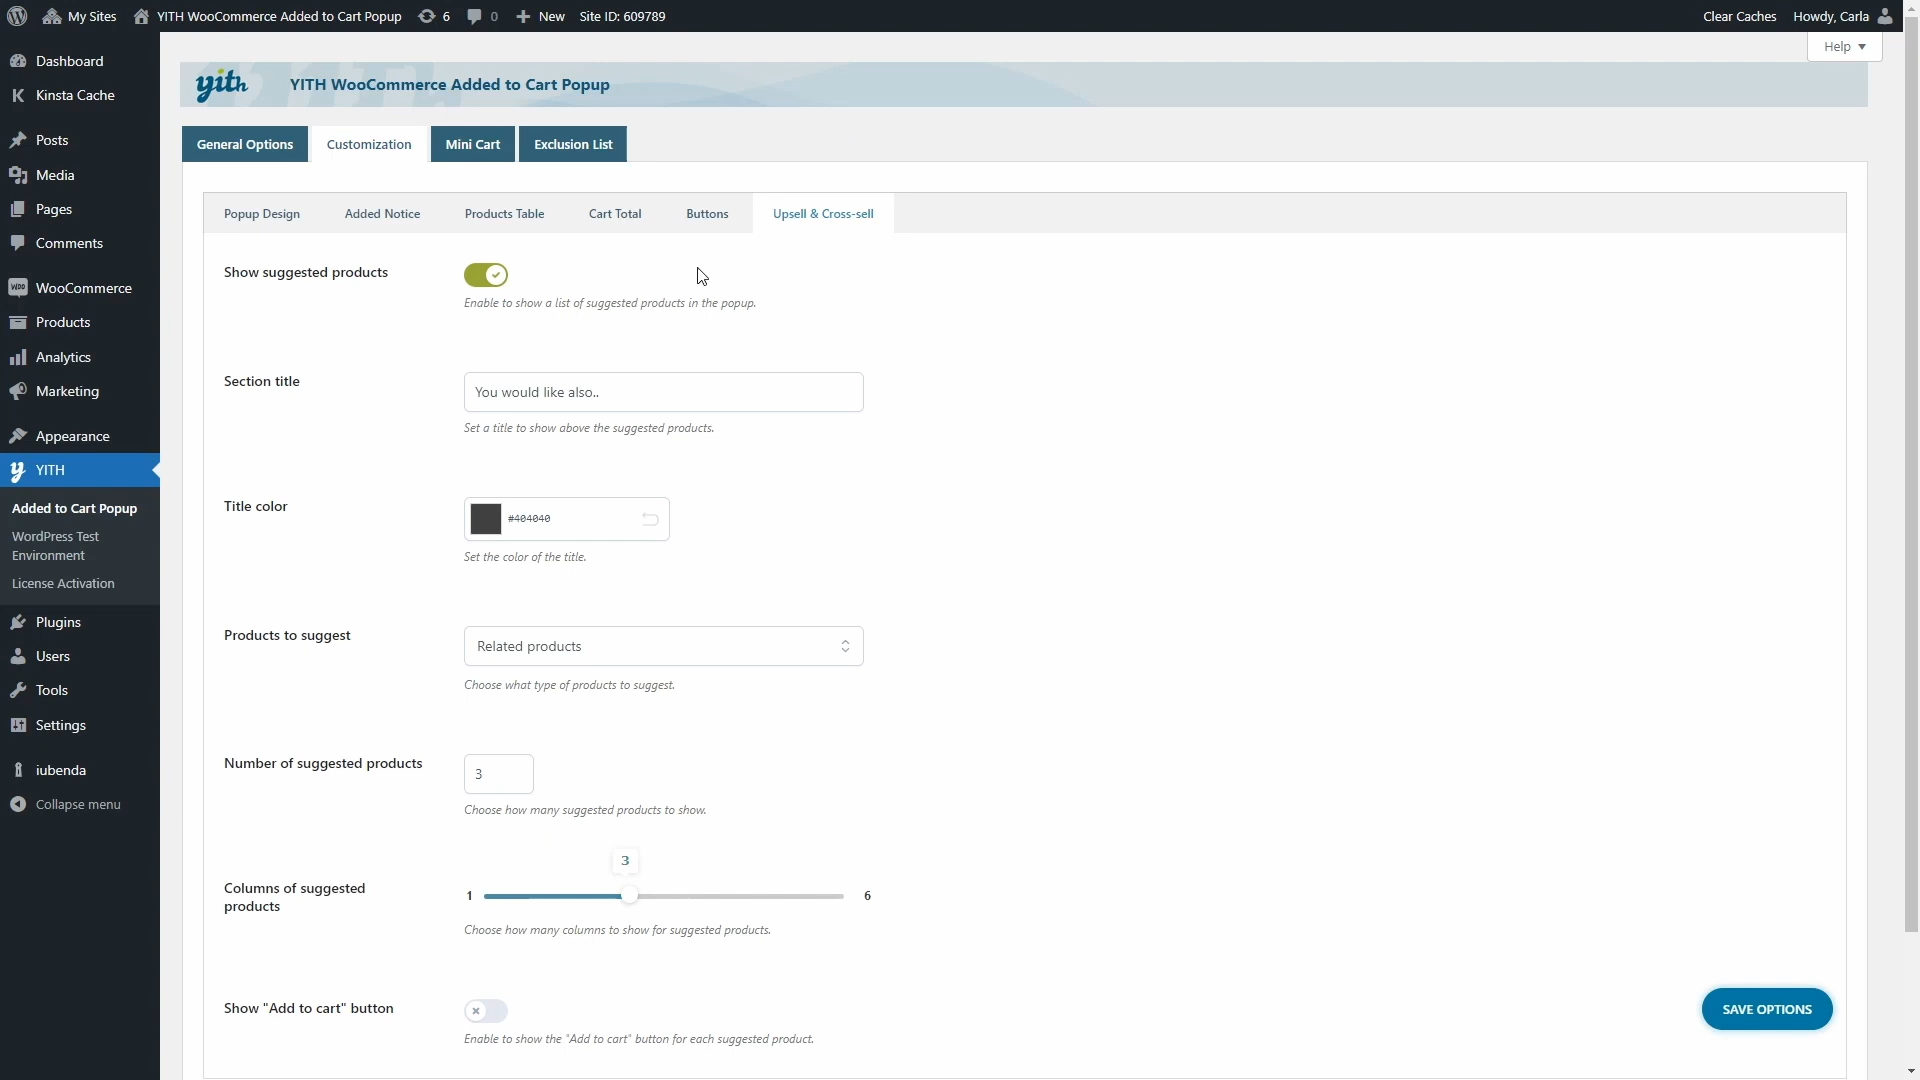 My Sites
YITH WooCommerce Added to Cart Popup
6
0
New
Site ID: 609789
Clear Caches
Howdy, Carla
Help
Dashboard
Kinsta Cache
Posts
Media
Pages
Comments
WooCommerce
Products
Analytics
Marketing
Appearance
YITH
Added to Cart Popup
WordPress Test
Environment
License Activation
Plugins
Users
Tools
Settings
iubenda
Collapse menu
yith
YITH WooCommerce Added to Cart Popup
General Options
Customization
Mini Cart
Exclusion List
Popup Design
Added Notice
Products Table
Cart Total
Buttons
Upsell & Cross-sell
Show suggested products
Enable to show a list of suggested products in the popup.
Section title
You would like also..
Set a title to show above the suggested products.
Title color
#404040
Set the color of the title.
Products to suggest
Related products
Choose what type of products to suggest.
Number of suggested products
3
Choose how many suggested products to show.
3
Columns of suggested
products
1
6
Choose how many columns to show for suggested products.
Show "Add to cart" button
Enable to show the "Add to cart" button for each suggested product.
SAVE OPTIONS